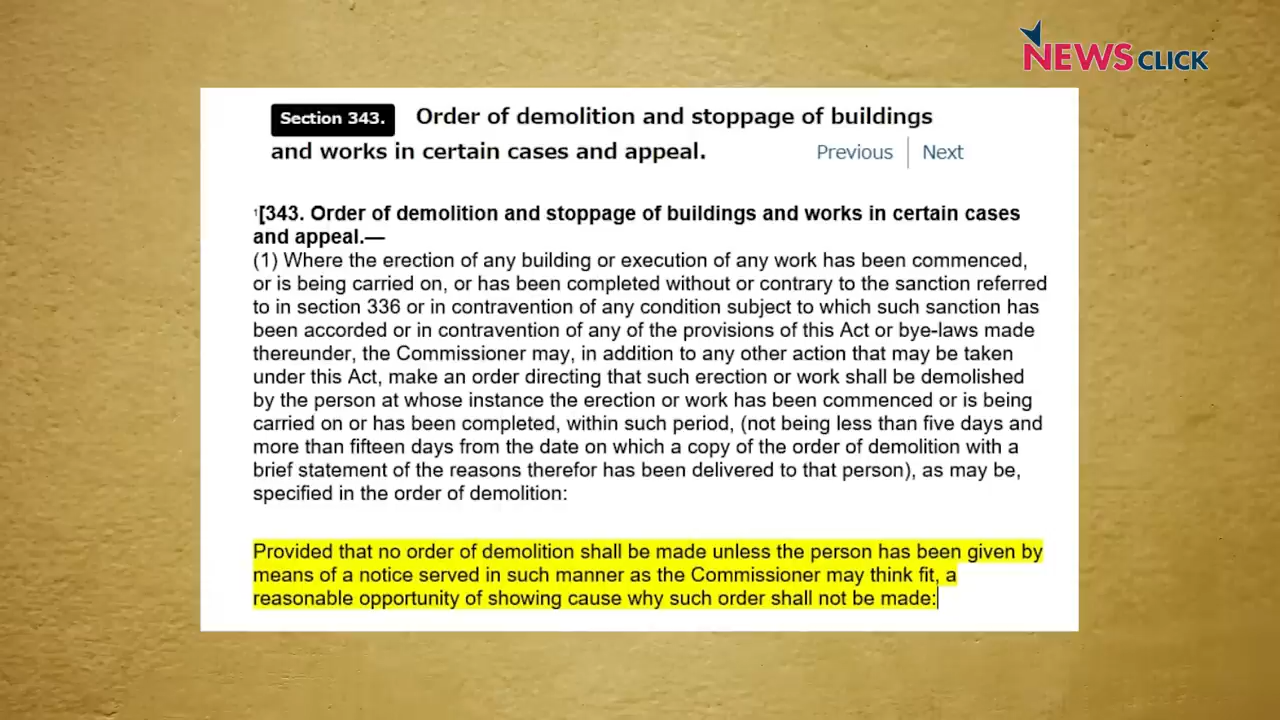 NEWSCLICK
Section 343. Order of demolition and stoppage of buildings
and works in certain cases and appeal. Previous Next
1[343. Order of demolition and stoppage of buildings and works in certain cases
and appeal.—
(1) Where the erection of any building or execution of any work has been commenced,
or is being carried on, or has been completed without or contrary to the sanction referred
to in section 336 or in contravention of any condition subject to which such sanction has
been accorded or in contravention of any of the provisions of this Act or bye-laws made
thereunder, the Commissioner may, in addition to any other action that may be taken
under this Act, make an order directing that such erection or work shall be demolished
by the person at whose instance the erection or work has been commenced or is being
carried on or has been completed, within such period, (not being less than five days and
more than fifteen days from the date on which a copy of the order of demolition with a
brief statement of the reasons therefor has been delivered to that person), as may be,
specified in the order of demolition:
Provided that no order of demolition shall be made unless the person has been given by
means of a notice served in such manner as the Commissioner may think fit, a
reasonable opportunity of showing cause why such order shall not be made: